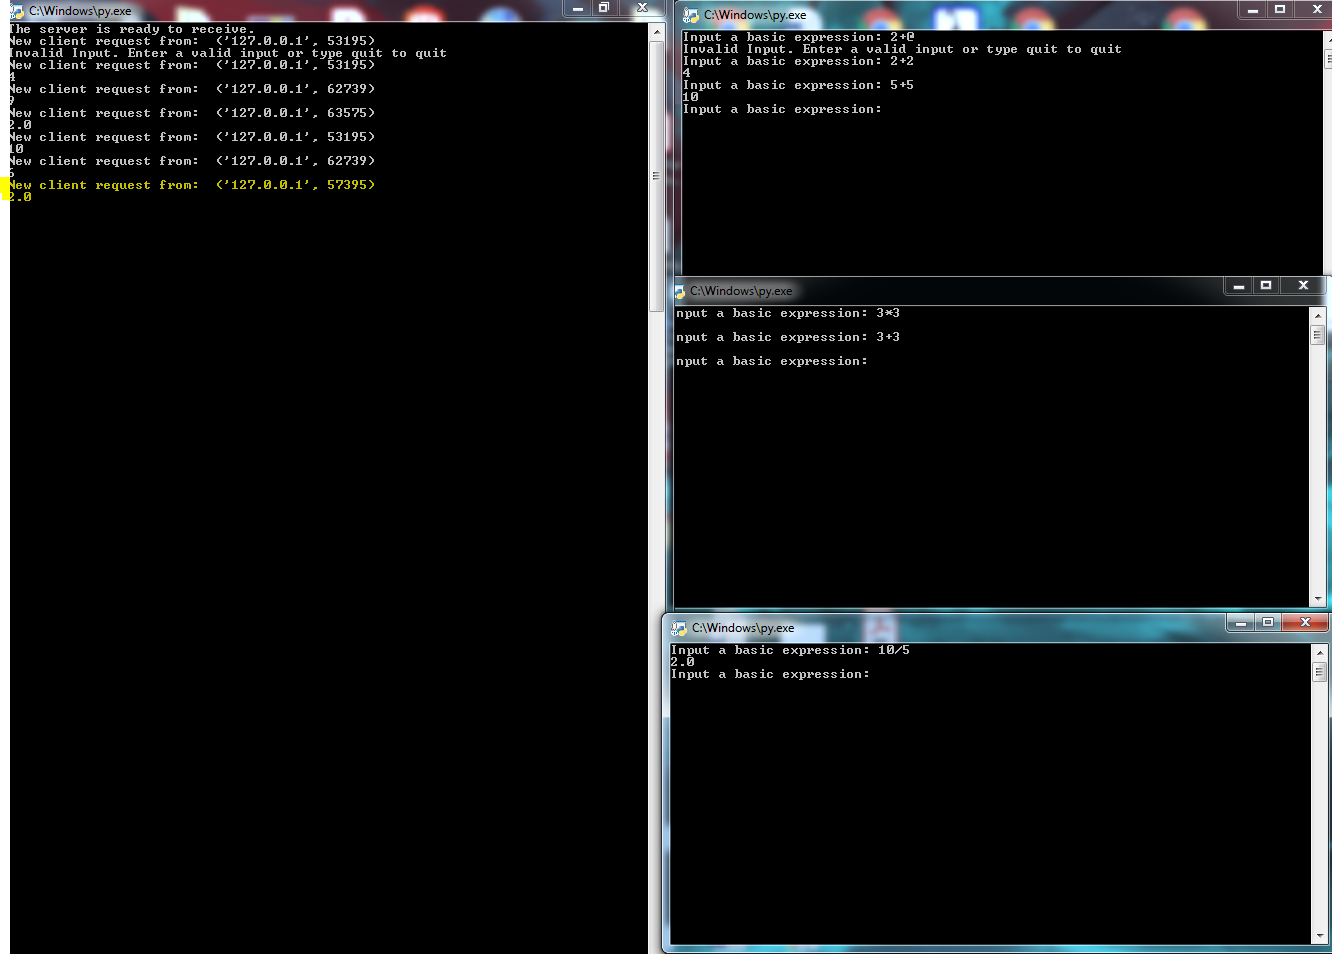 C:\Windows\py.exe
The server is ready to receive.
New client request from:  ('127.0.0.1', 53195)
Invalid Input. Enter a valid input or type quit to quit
New client request from:  ('127.0.0.1', 53195)
4
New client request from:  ('127.0.0.1', 62739)
9
New client request from:  ('127.0.0.1', 63575)
2.0
New client request from:  ('127.0.0.1', 53195)
10
New client request from:  ('127.0.0.1', 62739)
6
New client request from:  ('127.0.0.1', 57395)
2.0
C:\Windows\py.exe
Input a basic expression: 2+@
Invalid Input. Enter a valid input or type quit to quit
Input a basic expression: 2+2
4
Input a basic expression: 5+5
10
Input a basic expression:
C:\Windows\py.exe
nput a basic expression: 3*3
nput a basic expression: 3+3
nput a basic expression:
C:\Windows\py.exe
Input a basic expression: 10/5
2.0
Input a basic expression: